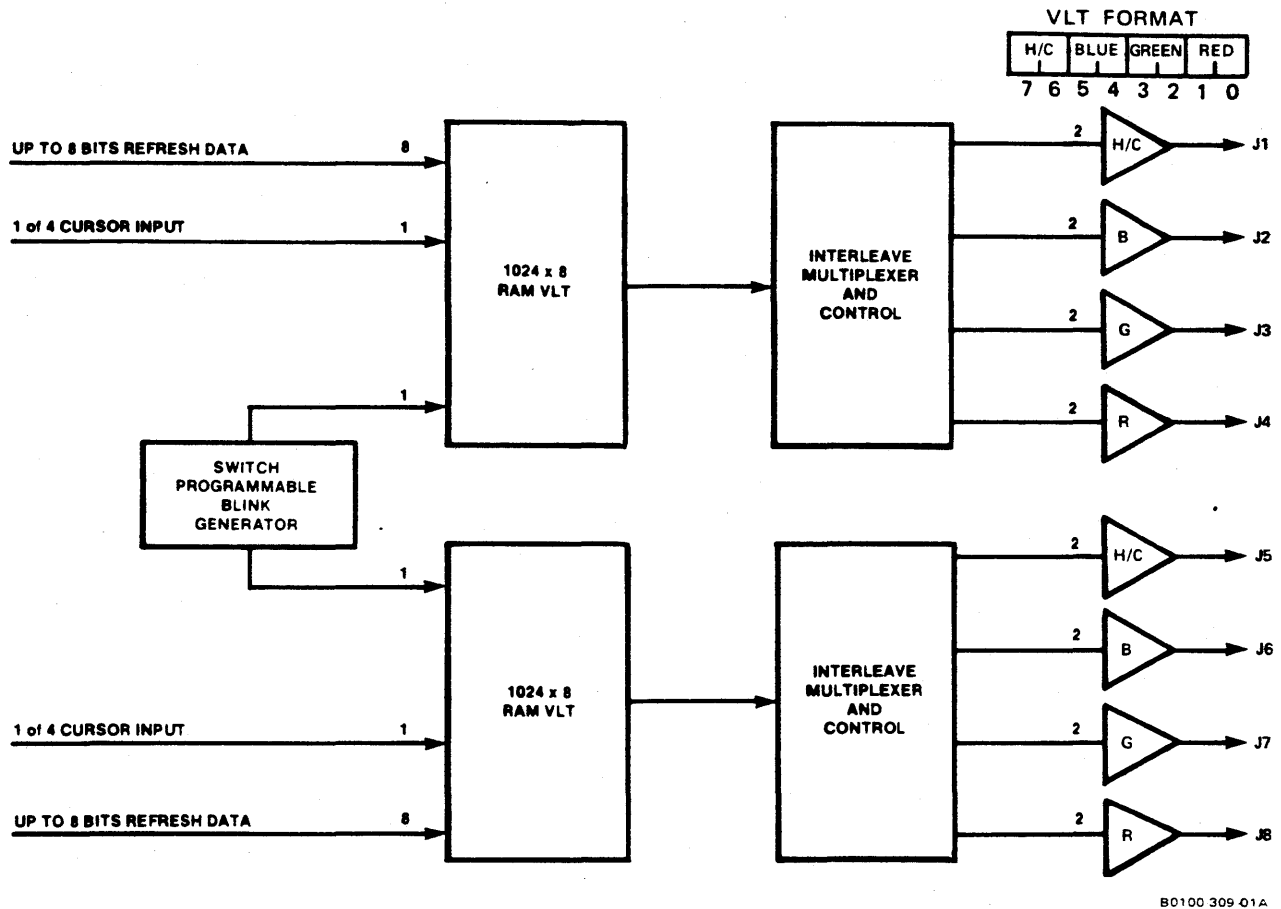 VLT FORMAT
H/C BLUE GREEN RED
7 6 5 4 3 2 1 0
UP TO 8 BITS REFRESH DATA 8
1 of 4 CURSOR INPUT 1
1
1024 x 8
RAM VLT
INTERLEAVE
MULTIPLEXER
AND
CONTROL
2 H/C J1
2 B J2
2 G J3
2 R J4
SWITCH
PROGRAMMABLE
BLINK
GENERATOR
1
1 of 4 CURSOR INPUT 1
UP TO 8 BITS REFRESH DATA 8
1024 x 8
RAM VLT
INTERLEAVE
MULTIPLEXER
AND
CONTROL
2 H/C J5
2 B J6
2 G J7
2 R J8
B0100 309 01A